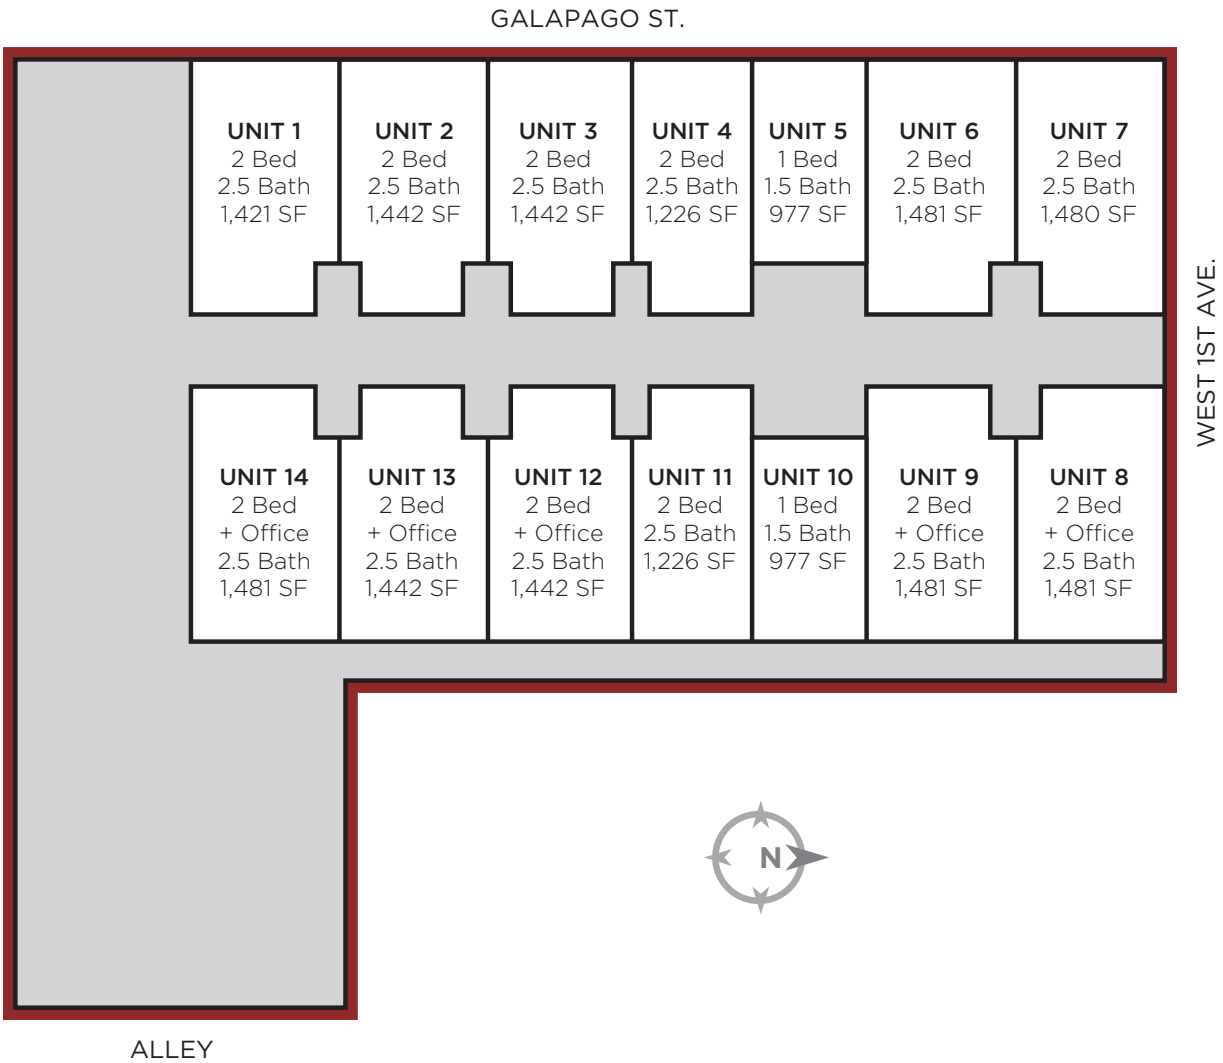 GALAPAGO ST.
UNIT 1
2 Bed
2.5 Bath
1,421 SF
UNIT 2
2 Bed
2.5 Bath
1,442 SF
UNIT 3
2 Bed
2.5 Bath
1,442 SF
UNIT 4
2 Bed
2.5 Bath
1,226 SF
UNIT 5
1 Bed
1.5 Bath
977 SF
UNIT 6
2 Bed
2.5 Bath
1,481 SF
UNIT 7
2 Bed
2.5 Bath
1,480 SF
WEST 1ST AVE.
UNIT 14
2 Bed
+ Office
2.5 Bath
1,481 SF
UNIT 13
2 Bed
+ Office
2.5 Bath
1,442 SF
UNIT 12
2 Bed
+ Office
2.5 Bath
1,442 SF
UNIT 11
2 Bed
2.5 Bath
1,226 SF
UNIT 10
1 Bed
1.5 Bath
977 SF
UNIT 9
2 Bed
+ Office
2.5 Bath
1,481 SF
UNIT 8
2 Bed
+ Office
2.5 Bath
1,481 SF
N
ALLEY